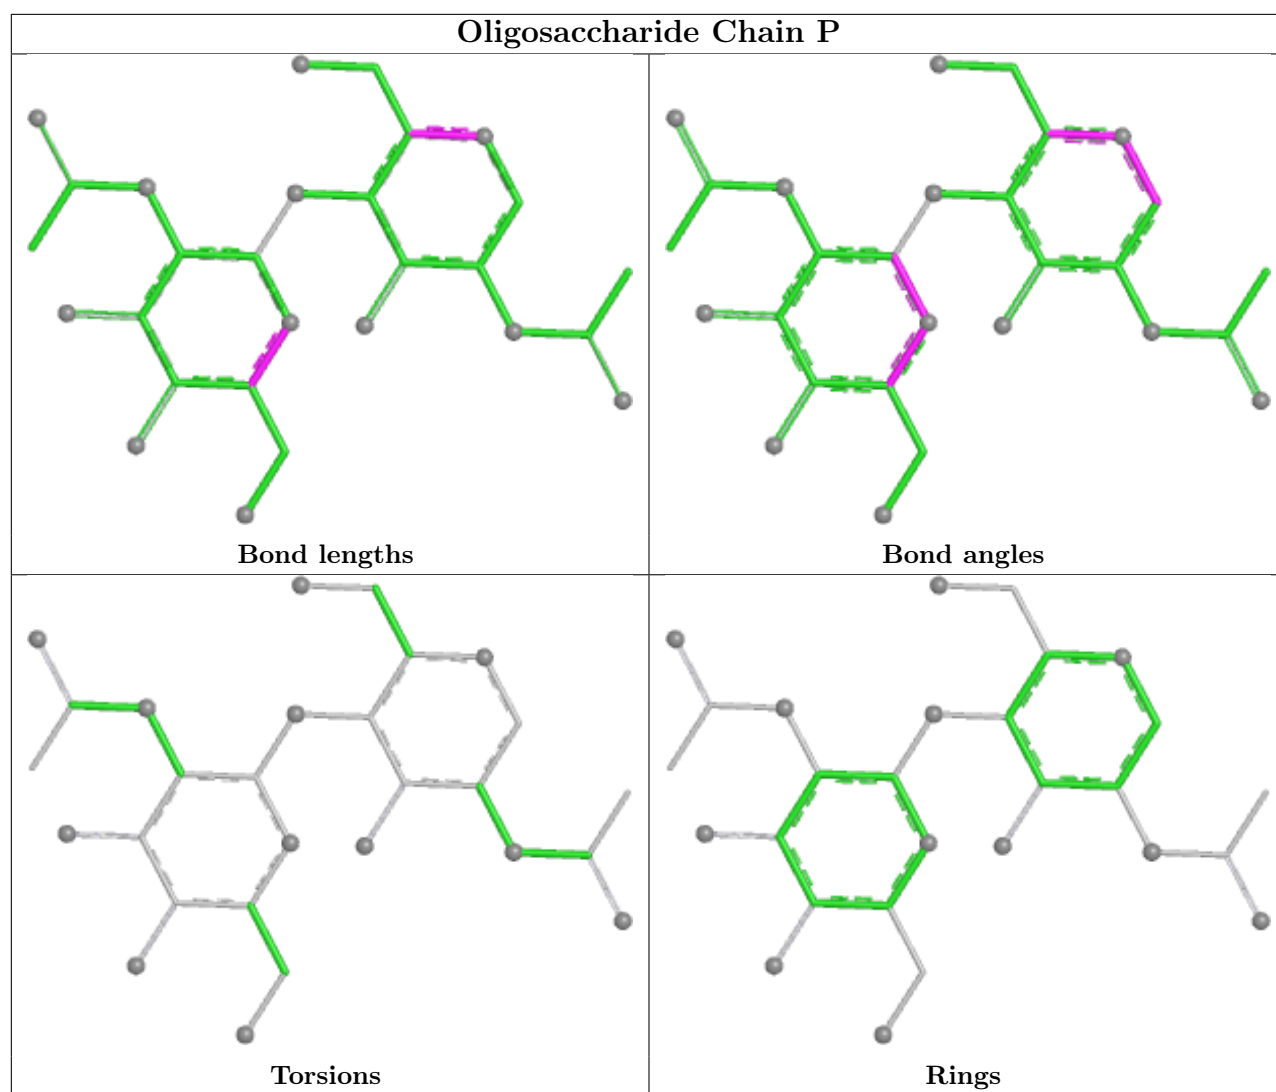 Oligosaccharide Chain P
Bond lengths
Bond angles
Torsions
Rings